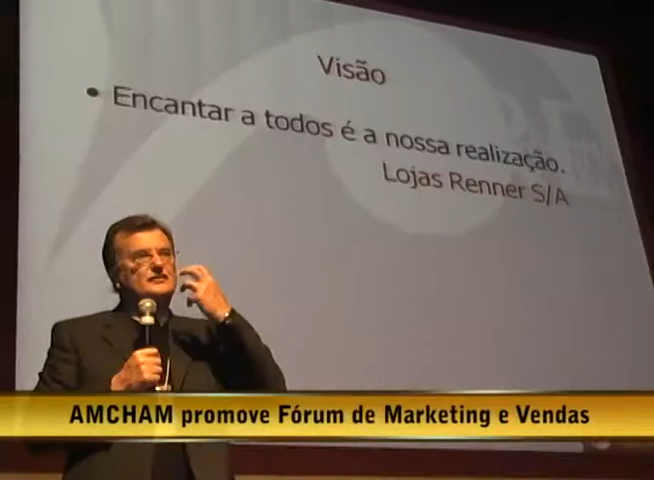 Visão
• Encantar a todos é a nossa realização.
Lojas Renner S/A
AMCHAM promove Fórum de Marketing e Vendas